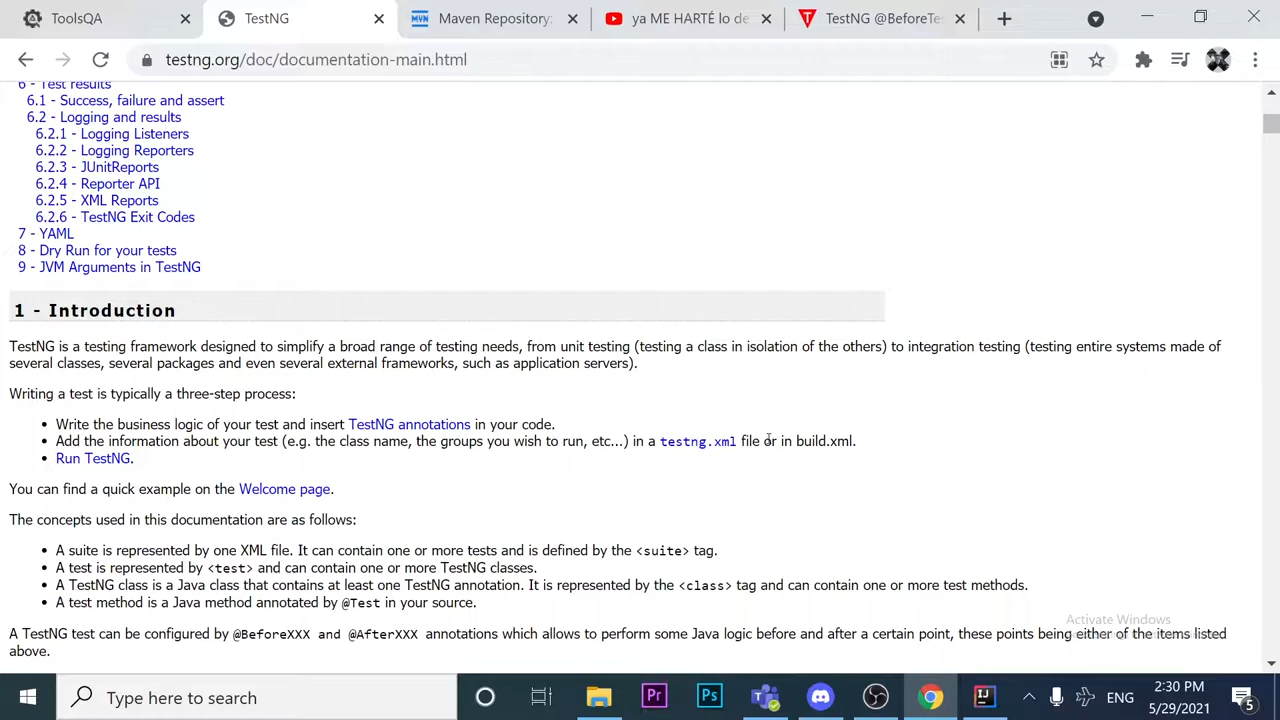 ToolsQA
TestNG
Maven Repository:
ya ME HARTÉ lo de
TestNG @BeforeTe
testng.org/doc/documentation-main.html
6 - Test results
6.1 - Success, failure and assert
6.2 - Logging and results
6.2.1 - Logging Listeners
6.2.2 - Logging Reporters
6.2.3 - JUnitReports
6.2.4 - Reporter API
6.2.5 - XML Reports
6.2.6 - TestNG Exit Codes
7 - YAML
8 - Dry Run for your tests
9 - JVM Arguments in TestNG
1 - Introduction
TestNG is a testing framework designed to simplify a broad range of testing needs, from unit testing (testing a class in isolation of the others) to integration testing (testing entire systems made of
several classes, several packages and even several external frameworks, such as application servers).
Writing a test is typically a three-step process:
• Write the business logic of your test and insert TestNG annotations in your code.
• Add the information about your test (e.g. the class name, the groups you wish to run, etc...) in a testng.xml file or in build.xml.
• Run TestNG.
You can find a quick example on the Welcome page.
The concepts used in this documentation are as follows:
• A suite is represented by one XML file. It can contain one or more tests and is defined by the <suite> tag.
• A test is represented by <test> and can contain one or more TestNG classes.
• A TestNG class is a Java class that contains at least one TestNG annotation. It is represented by the <class> tag and can contain one or more test methods.
• A test method is a Java method annotated by @Test in your source.
Activate Windows
A TestNG test can be configured by @BeforeXXX and @AfterXXX annotations which allows to perform some Java logic before and after a certain point, these points being either of the items listed
above.
Type here to search
Pr
Ps
IJ
ENG
2:30 PM
5/29/2021
5